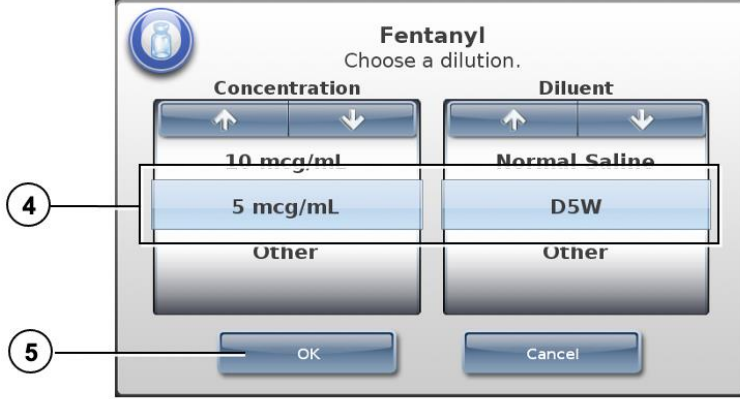 Fentanyl
Choose a dilution.
Concentration
Diluent
10 mcg/mL
Normal Saline
4
5 mcg/mL
D5W
Other
Other
5
OK
Cancel